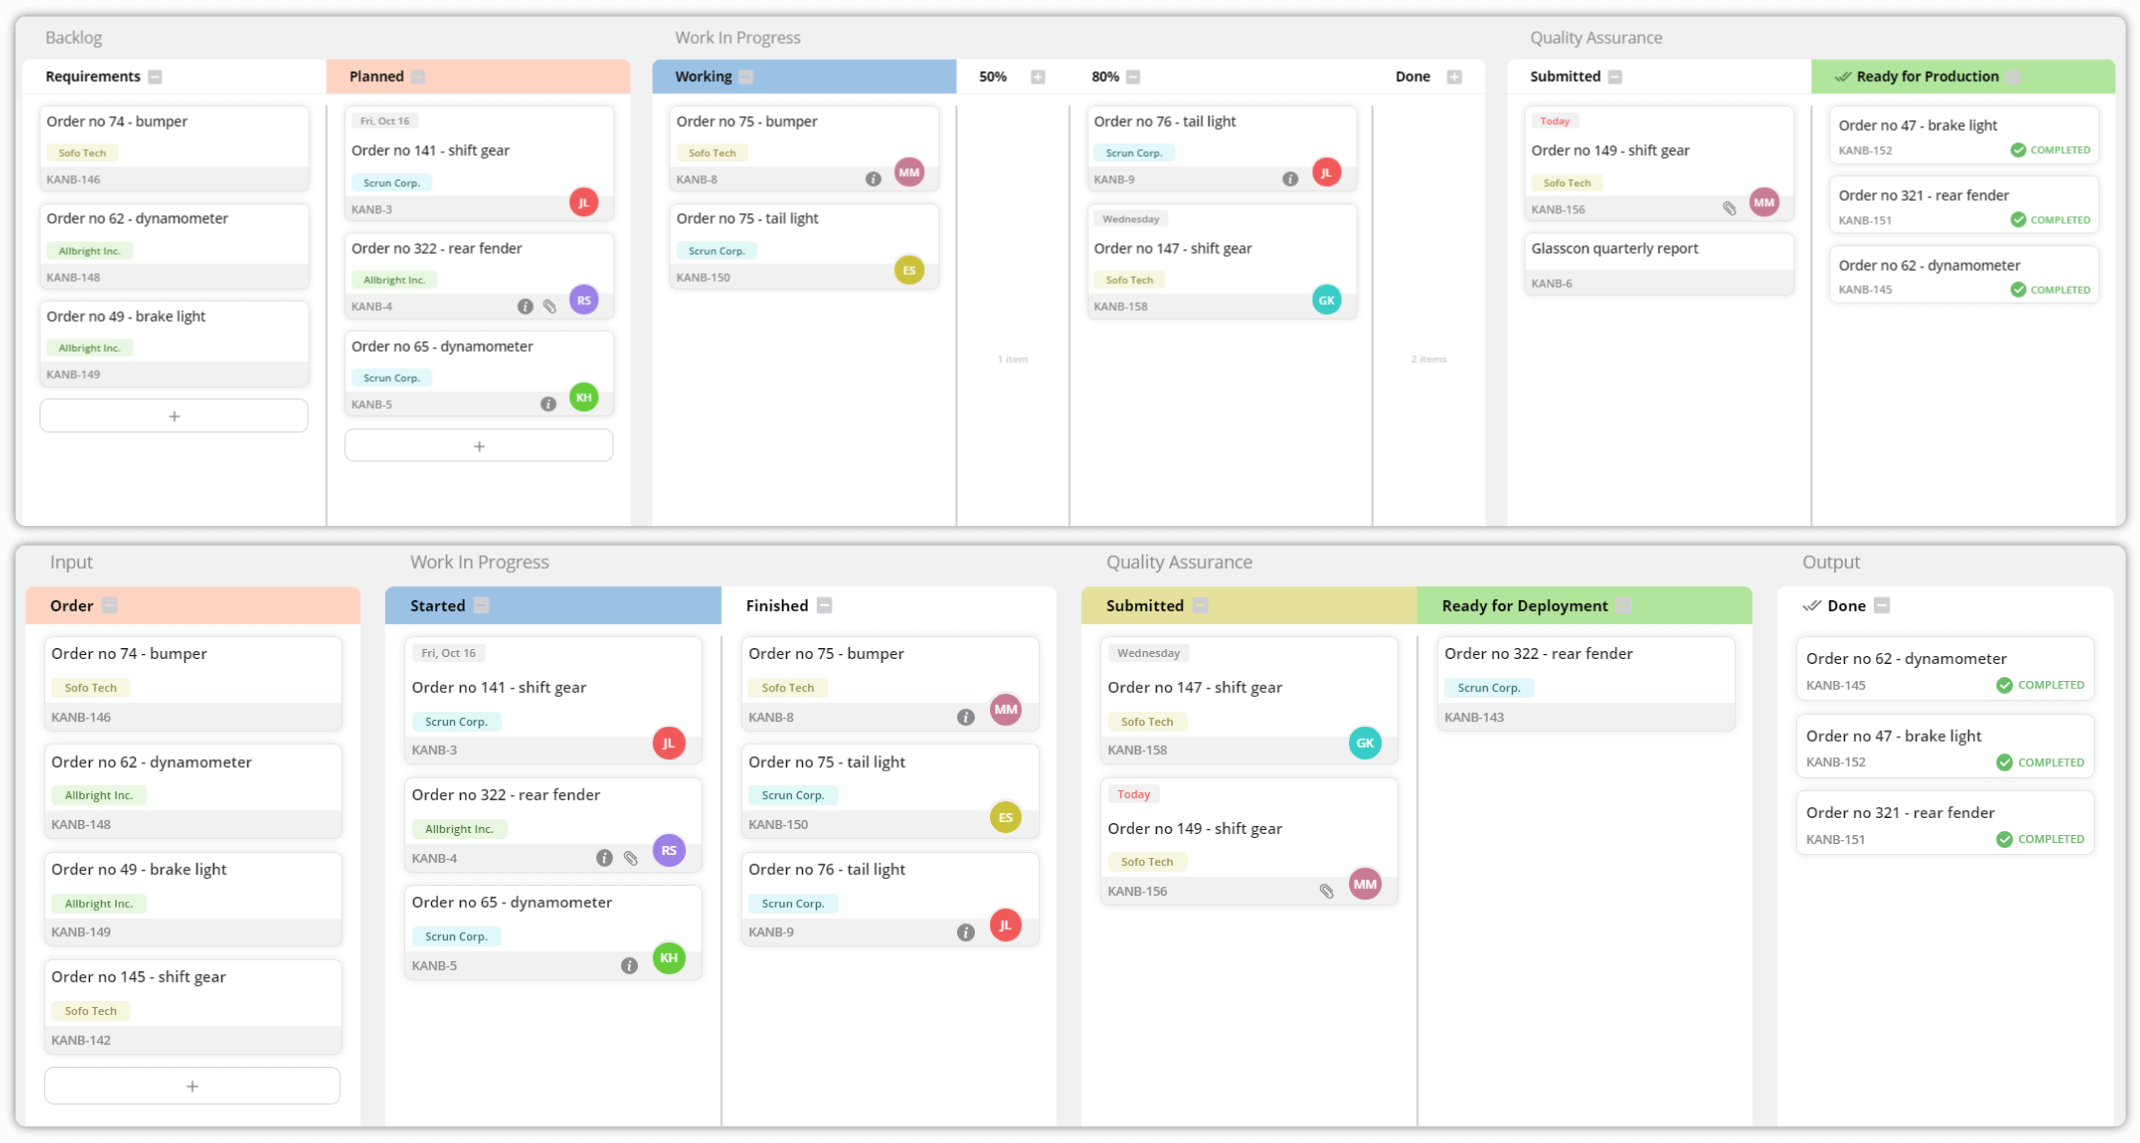 Backlog
Work In Progress
Quality Assurance
Requirements
Planned
Working
50%
80%
Done
Submitted
Ready for Production
Order no 74 - bumper
Sofo Tech
KANB-146
Order no 62 - dynamometer
Allbright Inc.
KANB-148
Order no 49 - brake light
Allbright Inc.
KANB-149
+
Fri, Oct 16
Order no 141 - shift gear
Scrun Corp.
KANB-3
JL
Order no 322 - rear fender
Allbright Inc.
KANB-4
RS
Order no 65 - dynamometer
Scrun Corp.
KANB-5
KH
+
Order no 75 - bumper
Sofo Tech
KANB-8
MM
Order no 75 - tail light
Scrun Corp.
KANB-150
ES
1 item
Order no 76 - tail light
Scrun Corp.
KANB-9
JL
Wednesday
Order no 147 - shift gear
Sofo Tech
KANB-158
GK
2 items
Today
Order no 149 - shift gear
Sofo Tech
KANB-156
MM
Glasscon quarterly report
KANB-6
Order no 47 - brake light
KANB-152 COMPLETED
Order no 321 - rear fender
KANB-151 COMPLETED
Order no 62 - dynamometer
KANB-145 COMPLETED
Input
Work In Progress
Quality Assurance
Output
Order
Started
Finished
Submitted
Ready for Deployment
Done
Order no 74 - bumper
Sofo Tech
KANB-146
Order no 62 - dynamometer
Allbright Inc.
KANB-148
Order no 49 - brake light
Allbright Inc.
KANB-149
Order no 145 - shift gear
Sofo Tech
KANB-142
+
Fri, Oct 16
Order no 141 - shift gear
Scrun Corp.
KANB-3
JL
Order no 322 - rear fender
Allbright Inc.
KANB-4
RS
Order no 65 - dynamometer
Scrun Corp.
KANB-5
KH
Order no 75 - bumper
Sofo Tech
KANB-8
MM
Order no 75 - tail light
Scrun Corp.
KANB-150
ES
Order no 76 - tail light
Scrun Corp.
KANB-9
JL
Wednesday
Order no 147 - shift gear
Sofo Tech
KANB-158
GK
Today
Order no 149 - shift gear
Sofo Tech
KANB-156
MM
Order no 322 - rear fender
Scrun Corp.
KANB-143
Order no 62 - dynamometer
KANB-145 COMPLETED
Order no 47 - brake light
KANB-152 COMPLETED
Order no 321 - rear fender
KANB-151 COMPLETED